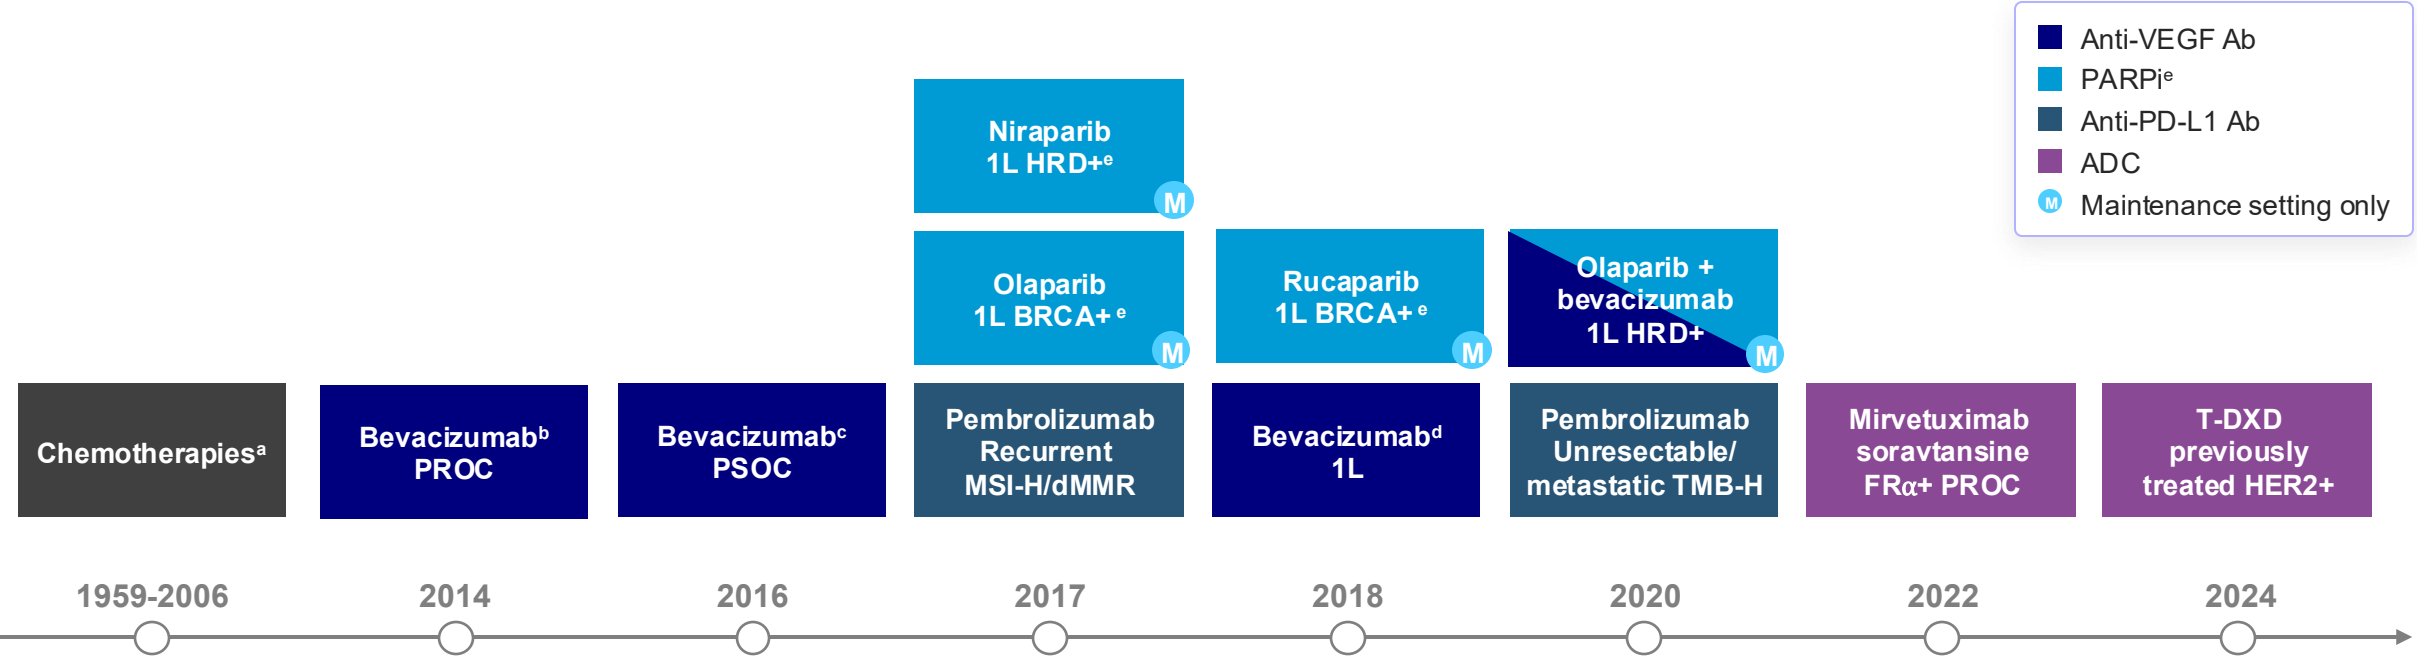 Anti-VEGF Ab
PARPiᵉ
Anti-PD-L1 Ab
ADC
M Maintenance setting only
Niraparib
1L HRD+ᵉ
M
Olaparib
1L BRCA+ ᵉ
M
Rucaparib
1L BRCA+ ᵉ
M
Olaparib +
bevacizumab
1L HRD+
M
Chemotherapiesᵃ
Bevacizumabᵇ
PROC
Bevacizumabᶜ
PSOC
Pembrolizumab
Recurrent
MSI-H/dMMR
Bevacizumabᵈ
1L
Pembrolizumab
Unresectable/
metastatic TMB-H
Mirvetuximab
soravtansine
FRα+ PROC
T-DXD
previously
treated HER2+
1959-2006
2014
2016
2017
2018
2020
2022
2024